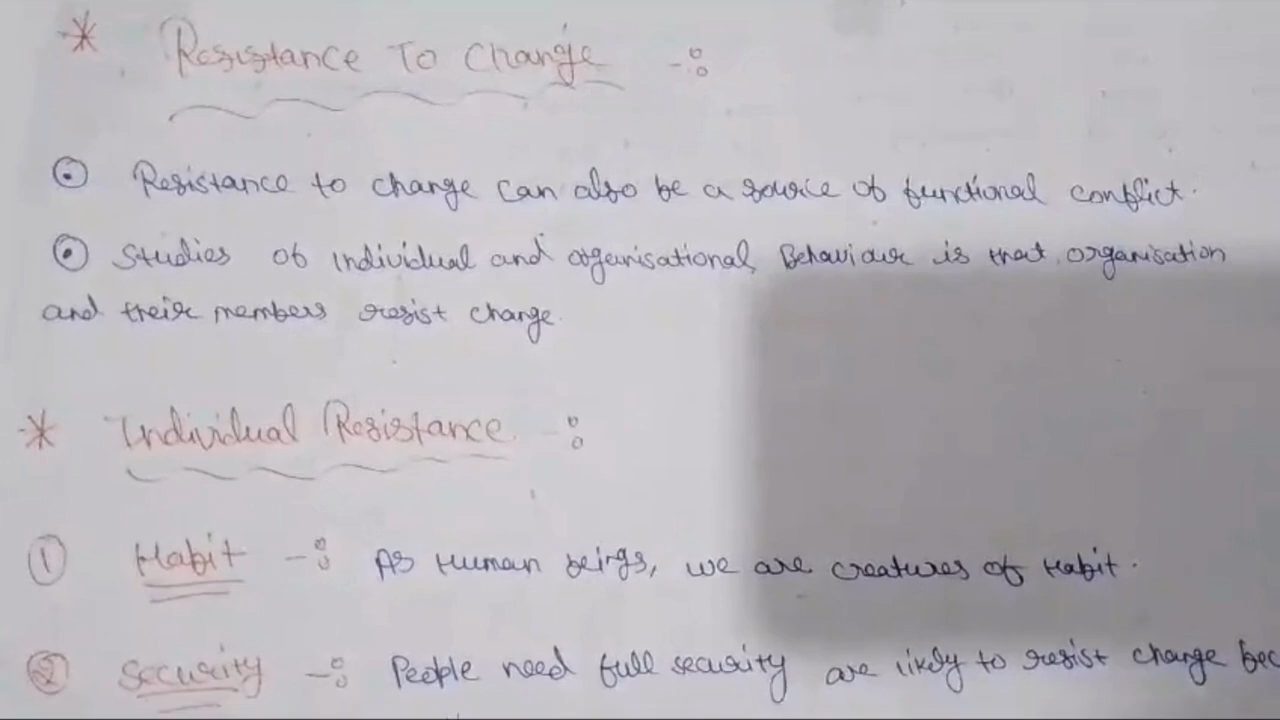 * Resistance To Change -:
⊙ Resistance to change can also be a source of functional conflict.
⊙ Studies of individual and organisational Behaviour is that organisation
and their members resist change.
* Individual Resistance -:
① Habit -: As Human beings, we are creatures of Habit.
② Security -: People need full security are likely to resist change bec